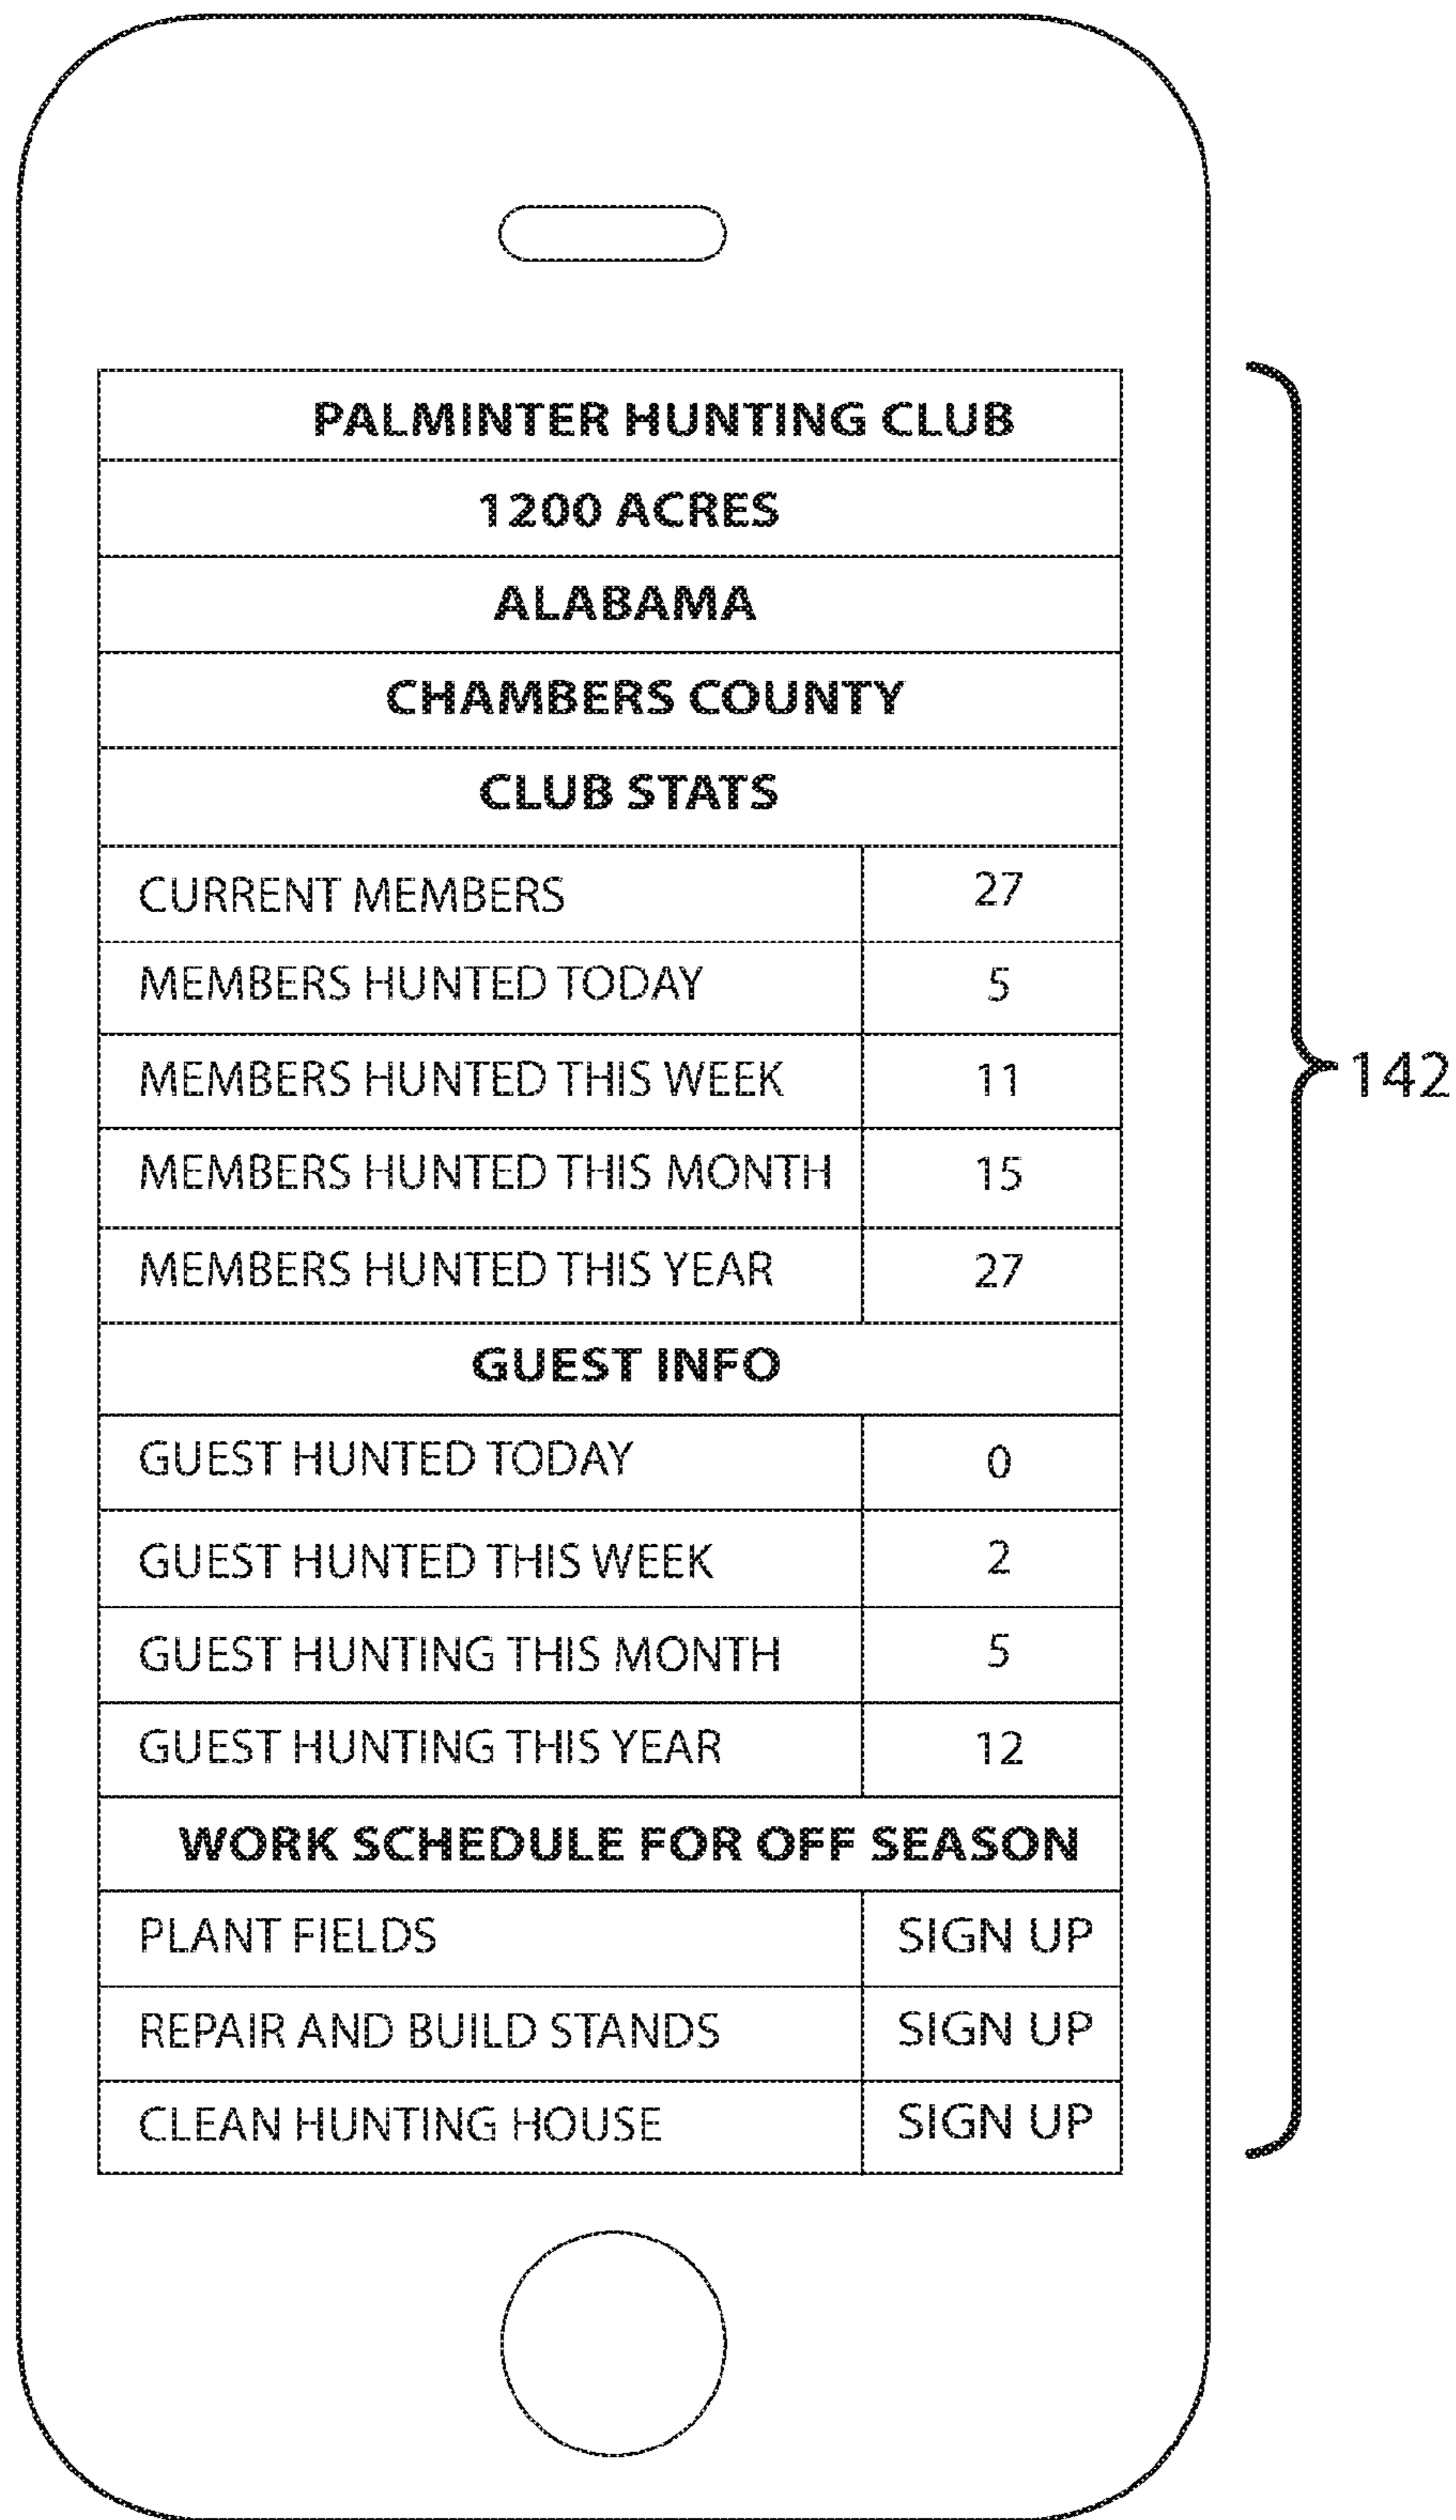 PALMINTER HUNTING CLUB
1200 ACRES
ALABAMA
CHAMBERS COUNTY
CLUB STATS
CURRENT MEMBERS 27
MEMBERS HUNTED TODAY 5
MEMBERS HUNTED THIS WEEK 11
MEMBERS HUNTED THIS MONTH 15
MEMBERS HUNTED THIS YEAR 27
GUEST INFO
GUEST HUNTED TODAY 0
GUEST HUNTED THIS WEEK 2
GUEST HUNTING THIS MONTH 5
GUEST HUNTING THIS YEAR 12
WORK SCHEDULE FOR OFF SEASON
PLANT FIELDS SIGN UP
REPAIR AND BUILD STANDS SIGN UP
CLEAN HUNTING HOUSE SIGN UP
142